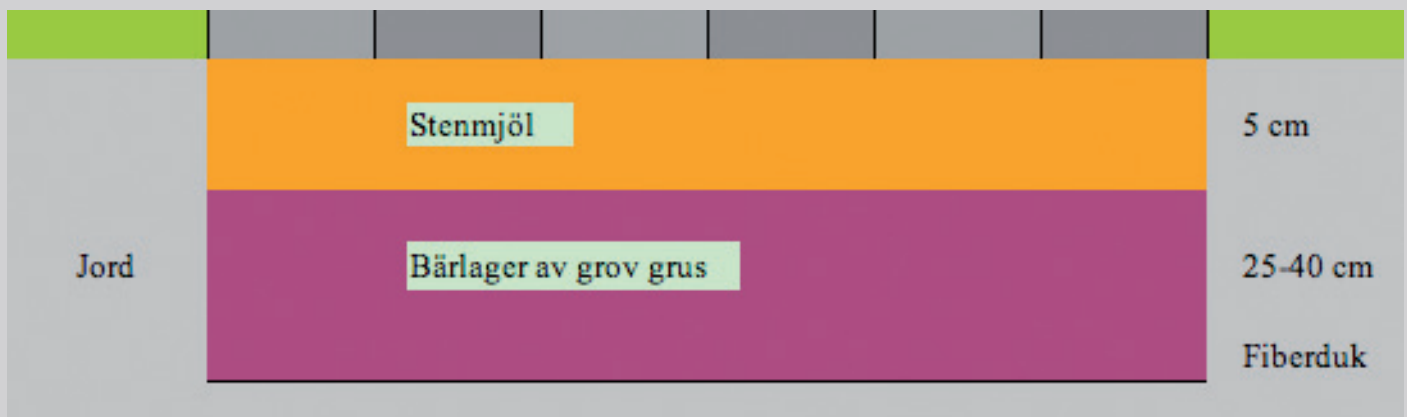 Stenmjöl
5 cm
Jord
Bärlager av grov grus
25-40 cm
Fiberduk